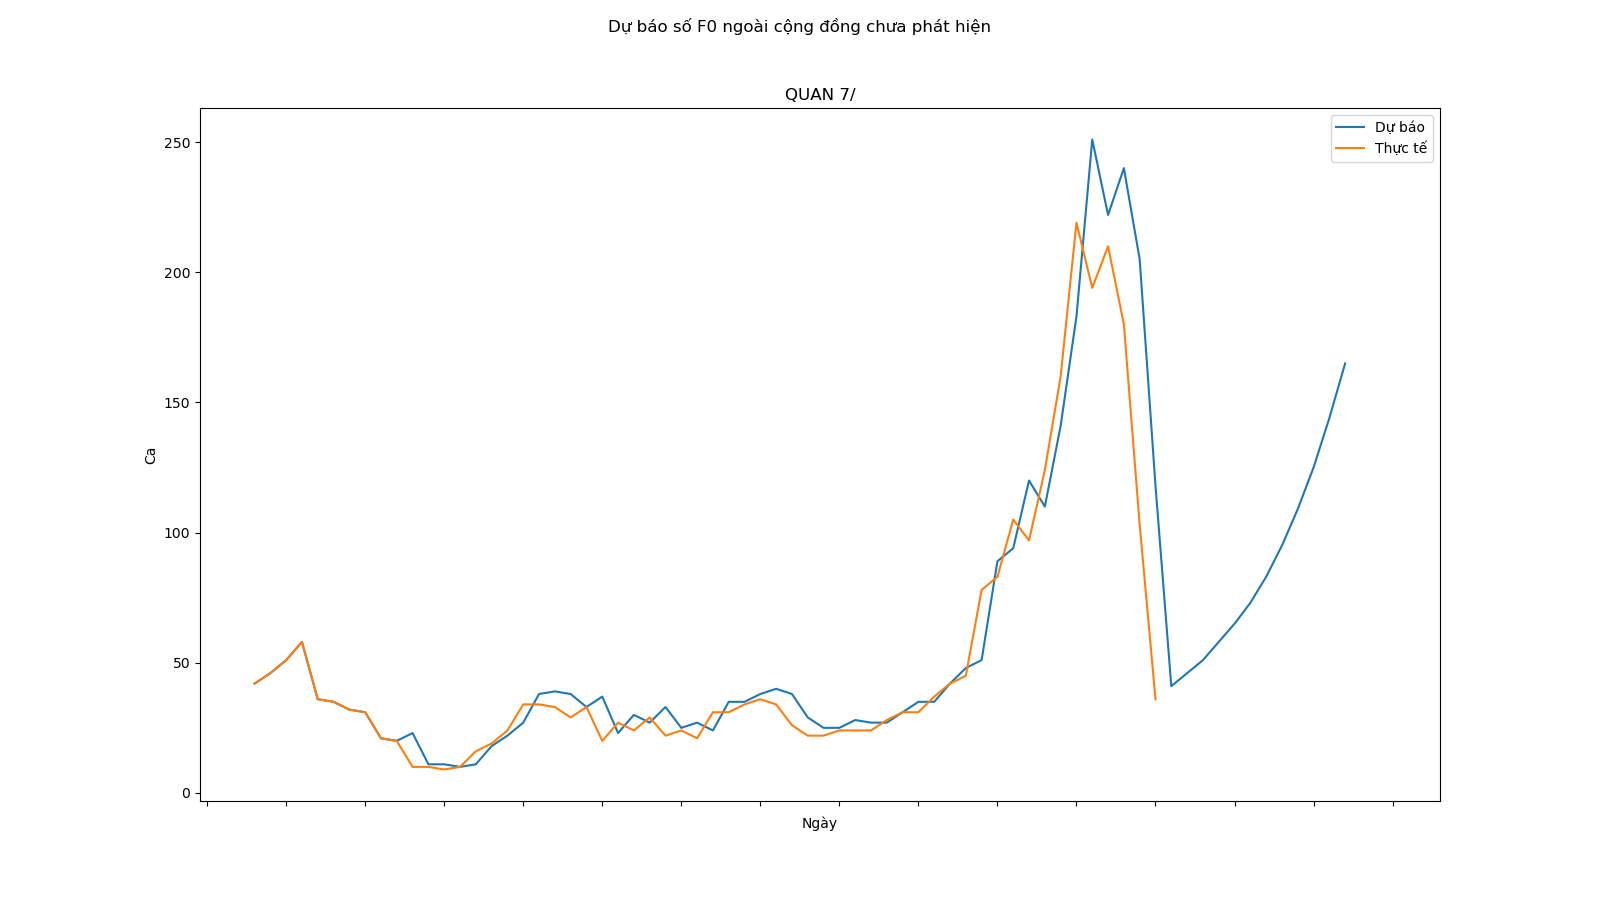 Dự báo số F0 ngoài cộng đồng chưa phát hiện
QUAN 7/
Dự báo
Thực tế
250
200
150
100
50
0
Ca
Ngày